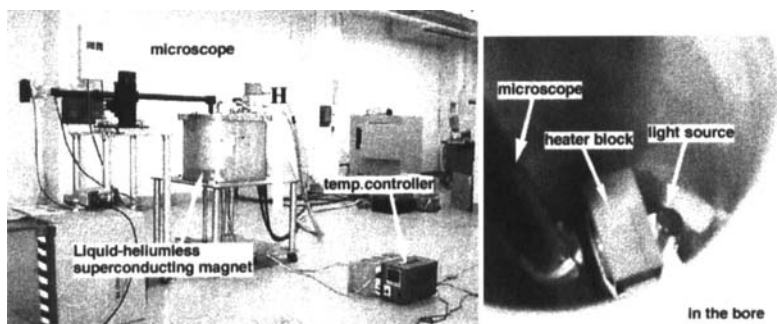 microscope
H
temp.controller
Liquid-heliumless
superconducting magnet
microscope
heater block
light source
in the bore